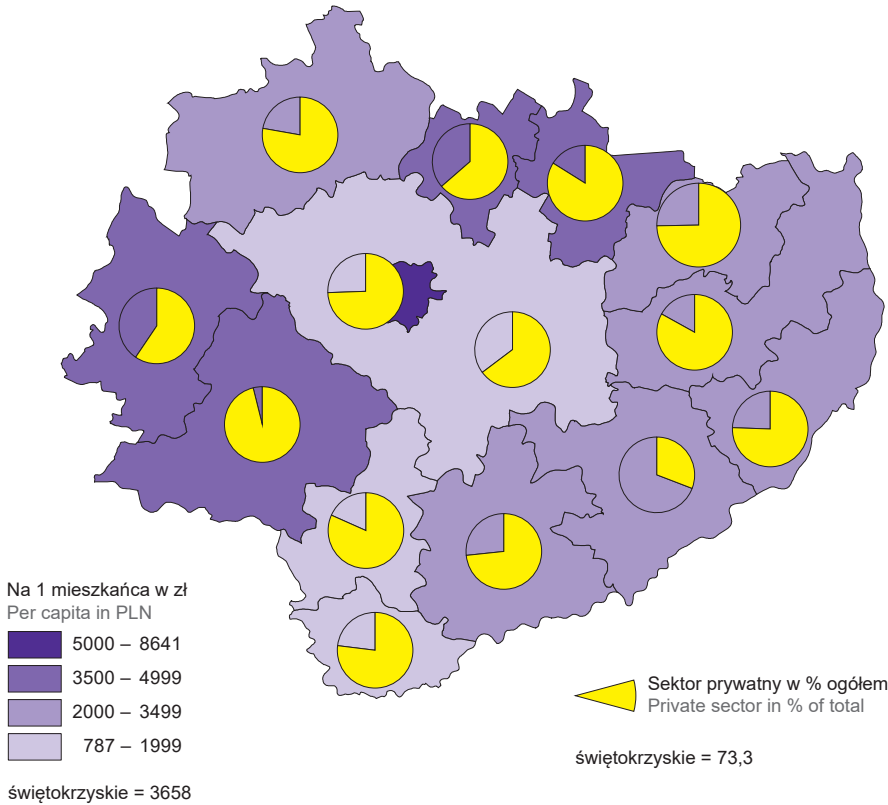 Na 1 mieszkańca w zł
Per capita in PLN
5000 – 8641
3500 – 4999
2000 – 3499
787 – 1999
świętokrzyskie = 3658
Sektor prywatny w % ogółem
Private sector in % of total
świętokrzyskie = 73,3